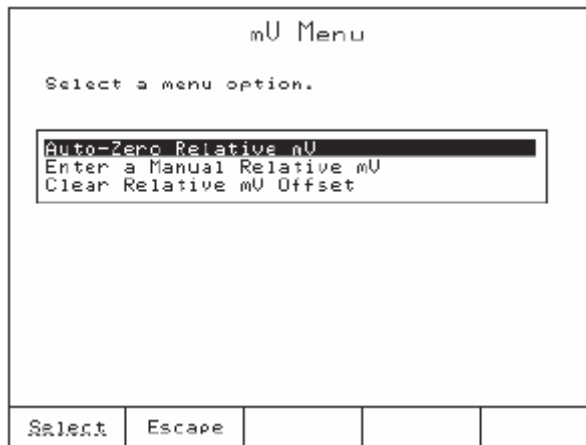 mV Menu
Select a menu option.
Auto-Zero Relative mV
Enter a Manual Relative mV
Clear Relative mV Offset
Select Escape